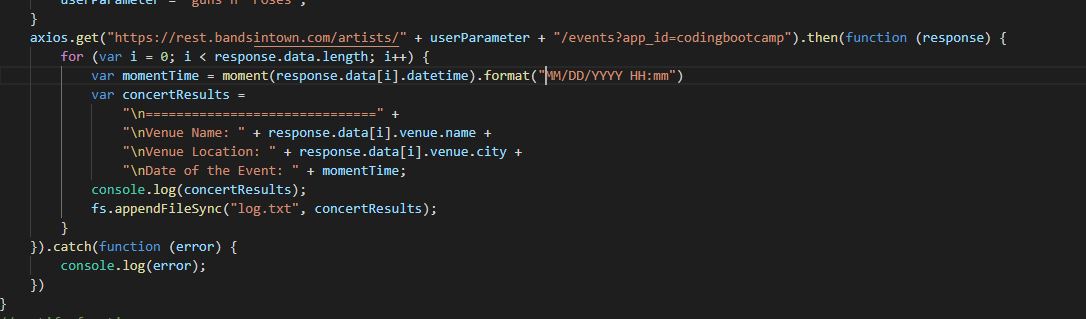 userParameter = "guns n' roses";
}
axios.get("https://rest.bandsintown.com/artists/" + userParameter + "/events?app_id=codingbootcamp").then(function (response) {
for (var i = 0; i < response.data.length; i++) {
var momentTime = moment(response.data[i].datetime).format("MM/DD/YYYY HH:mm")
var concertResults =
"\n==============================" +
"\nVenue Name: " + response.data[i].venue.name +
"\nVenue Location: " + response.data[i].venue.city +
"\nDate of the Event: " + momentTime;
console.log(concertResults);
fs.appendFileSync("log.txt", concertResults);
}
}).catch(function (error) {
console.log(error);
})
}